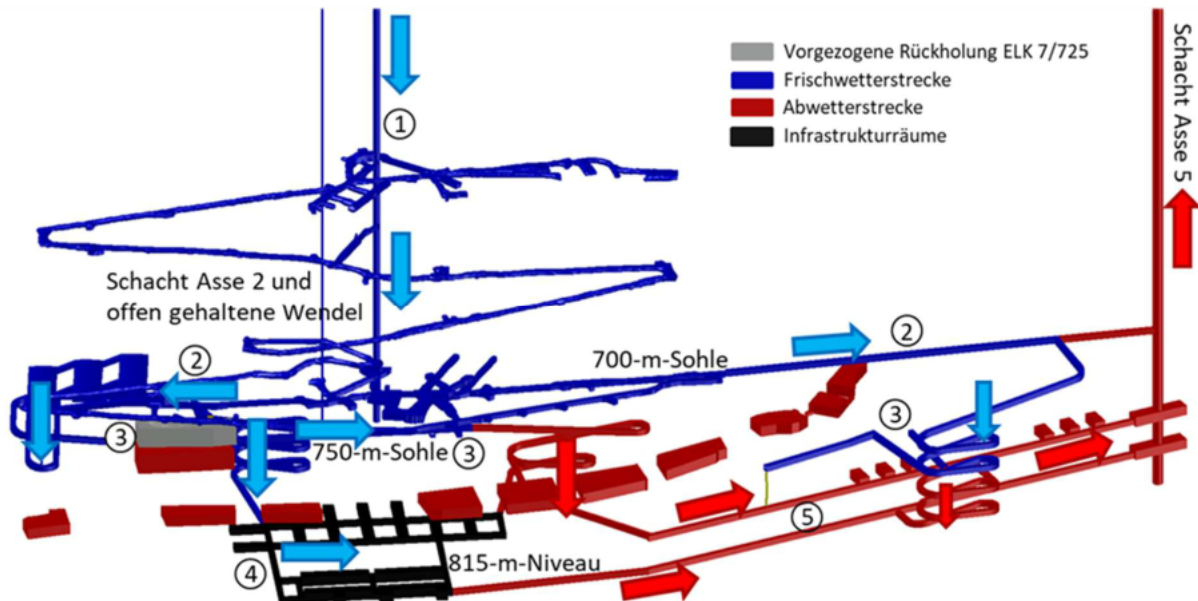 Vorgezogene Rückholung ELK 7/725
Frischwetterstrecke
Abwetterstrecke
Infrastrukturräume
Schacht Asse 5
①
Schacht Asse 2 und
offen gehaltene Wendel
②
700-m-Sohle
②
③
750-m-Sohle
③
③
④
815-m-Niveau
⑤